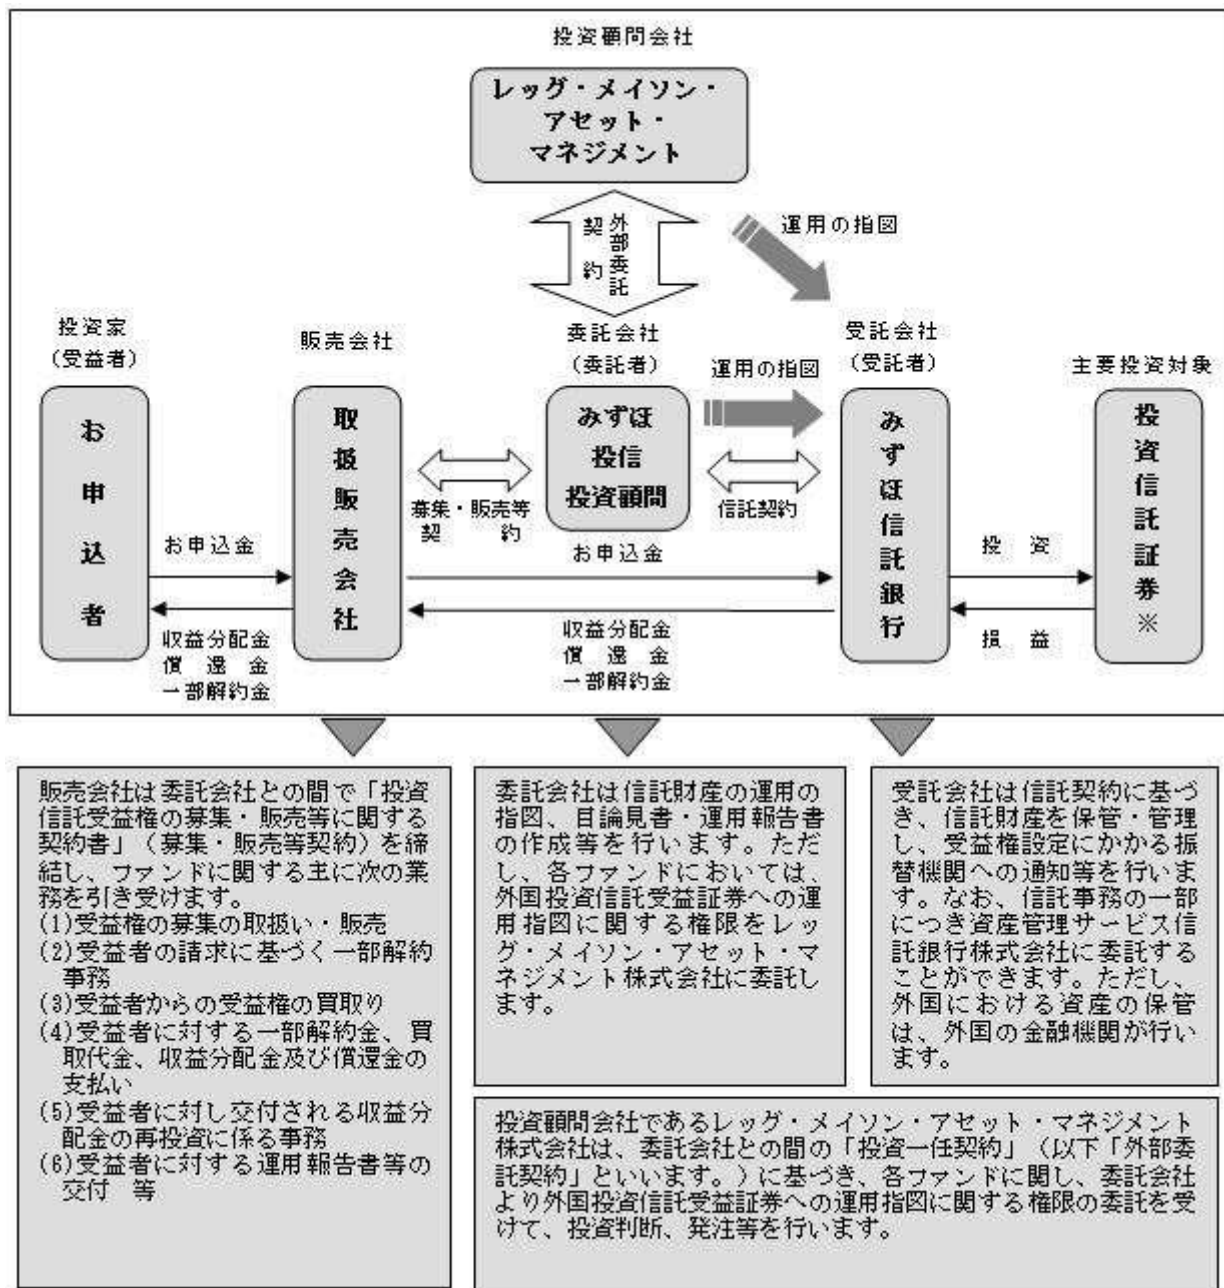 投資顧問会社
レッグ・メイソン・
アセット・
マネジメント
外部委託
契約
運用の指図
投資家
(受益者)
お申込者
販売会社
取扱販売会社
委託会社
(委託者)
みずほ
投信
投資顧問
運用の指図
受託会社
(受託者)
みずほ信託銀行
主要投資対象
投資信託証券※
募集・販売等
契約
信託契約
お申込金
お申込金
投資
収益分配金
償還金
一部解約金
収益分配金
償還金
一部解約金
損益
販売会社は委託会社との間で「投資
信託受益権の募集・販売等に関する
契約書」(募集・販売等契約)を締
結し、ファンドに関する主に次の業
務を引き受けます。
(1)受益権の募集の取扱い・販売
(2)受益者の請求に基づく一部解約
事務
(3)受益者からの受益権の買取り
(4)受益者に対する一部解約金、買
取代金、収益分配金及び償還金の
支払い
(5)受益者に対し交付される収益分
配金の再投資に係る事務
(6)受益者に対する運用報告書等の
交付 等
委託会社は信託財産の運用の
指図、目論見書・運用報告書
の作成等を行います。ただ
し、各ファンドにおいては、
外国投資信託受益証券への運
用指図に関する権限をレッ
グ・メイソン・アセット・マ
ネジメント株式会社に委託し
ます。
受託会社は信託契約に基づ
き、信託財産を保管・管理
し、受益権設定にかかる振
替機関への通知等を行いま
す。なお、信託事務の一部
につき資産管理サービス信
託銀行株式会社に委託する
ことができます。ただし、
外国における資産の保管
は、外国の金融機関が行い
ます。
投資顧問会社であるレッグ・メイソン・アセット・マネジメント
株式会社は、委託会社との間の「投資一任契約」(以下「外部委
託契約」といいます。)に基づき、各ファンドに関し、委託会社
より外国投資信託受益証券への運用指図に関する権限の委託を受
けて、投資判断、発注等を行います。